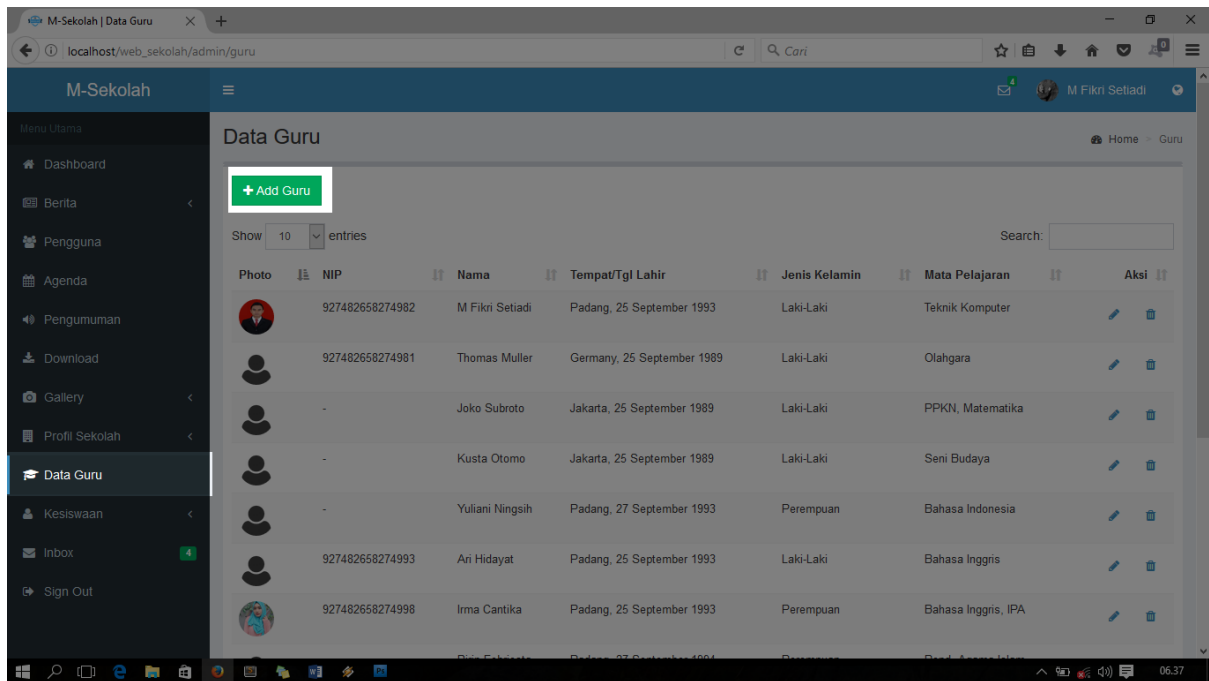 M-Sekolah | Data Guru
localhost/web_sekolah/admin/guru
Cari
0
M-Sekolah
4
M Fikri Setiadi
Menu Utama
Dashboard
Berita
Pengguna
Agenda
Pengumuman
Download
Gallery
Profil Sekolah
Data Guru
Kesiswaan
Inbox 4
Sign Out
Data Guru
Home > Guru
Add Guru
Show 10 entries
Search:
Photo NIP Nama Tempat/Tgl Lahir Jenis Kelamin Mata Pelajaran Aksi
927482658274982 M Fikri Setiadi Padang, 25 September 1993 Laki-Laki Teknik Komputer
927482658274981 Thomas Muller Germany, 25 September 1989 Laki-Laki Olahgara
- Joko Subroto Jakarta, 25 September 1989 Laki-Laki PPKN, Matematika
- Kusta Otomo Jakarta, 25 September 1989 Laki-Laki Seni Budaya
- Yuliani Ningsih Padang, 27 September 1993 Perempuan Bahasa Indonesia
927482658274993 Ari Hidayat Padang, 25 September 1993 Laki-Laki Bahasa Inggris
927482658274998 Irma Cantika Padang, 25 September 1993 Perempuan Bahasa Inggris, IPA
06.37